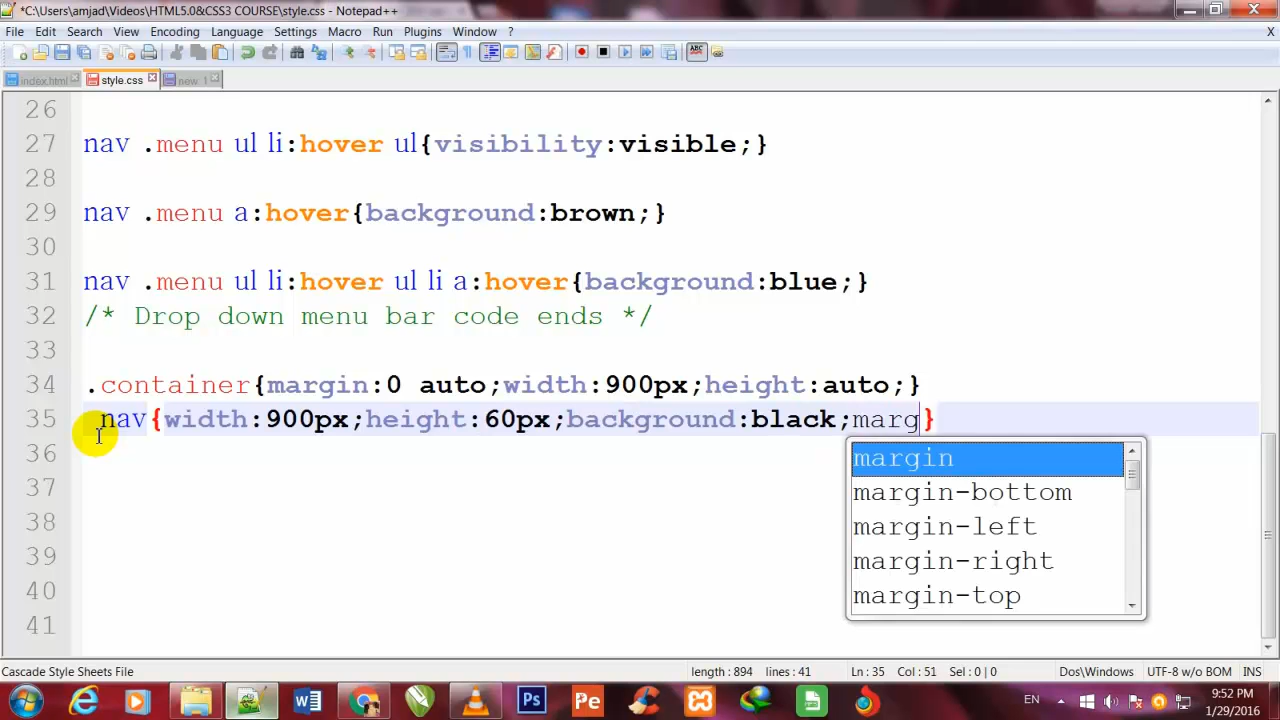 *C:\Users\amjad\Videos\HTML5.0&CSS3 COURSE\style.css - Notepad++
File Edit Search View Encoding Language Settings Macro Run Plugins Window ? X
index.html style.css new 1
26
27 nav .menu ul li:hover ul{visibility:visible;}
28
29 nav .menu a:hover{background:brown;}
30
31 nav .menu ul li:hover ul li a:hover{background:blue;}
32 /* Drop down menu bar code ends */
33
34 .container{margin:0 auto;width:900px;height:auto;}
35 nav{width:900px;height:60px;background:black;marg}
36
margin
37
margin-bottom
38
margin-left
39
margin-right
40
margin-top
41
Cascade Style Sheets File length : 894 lines : 41 Ln : 35 Col : 51 Sel : 0 | 0 Dos\Windows UTF-8 w/o BOM INS
EN 9:52 PM
1/29/2016